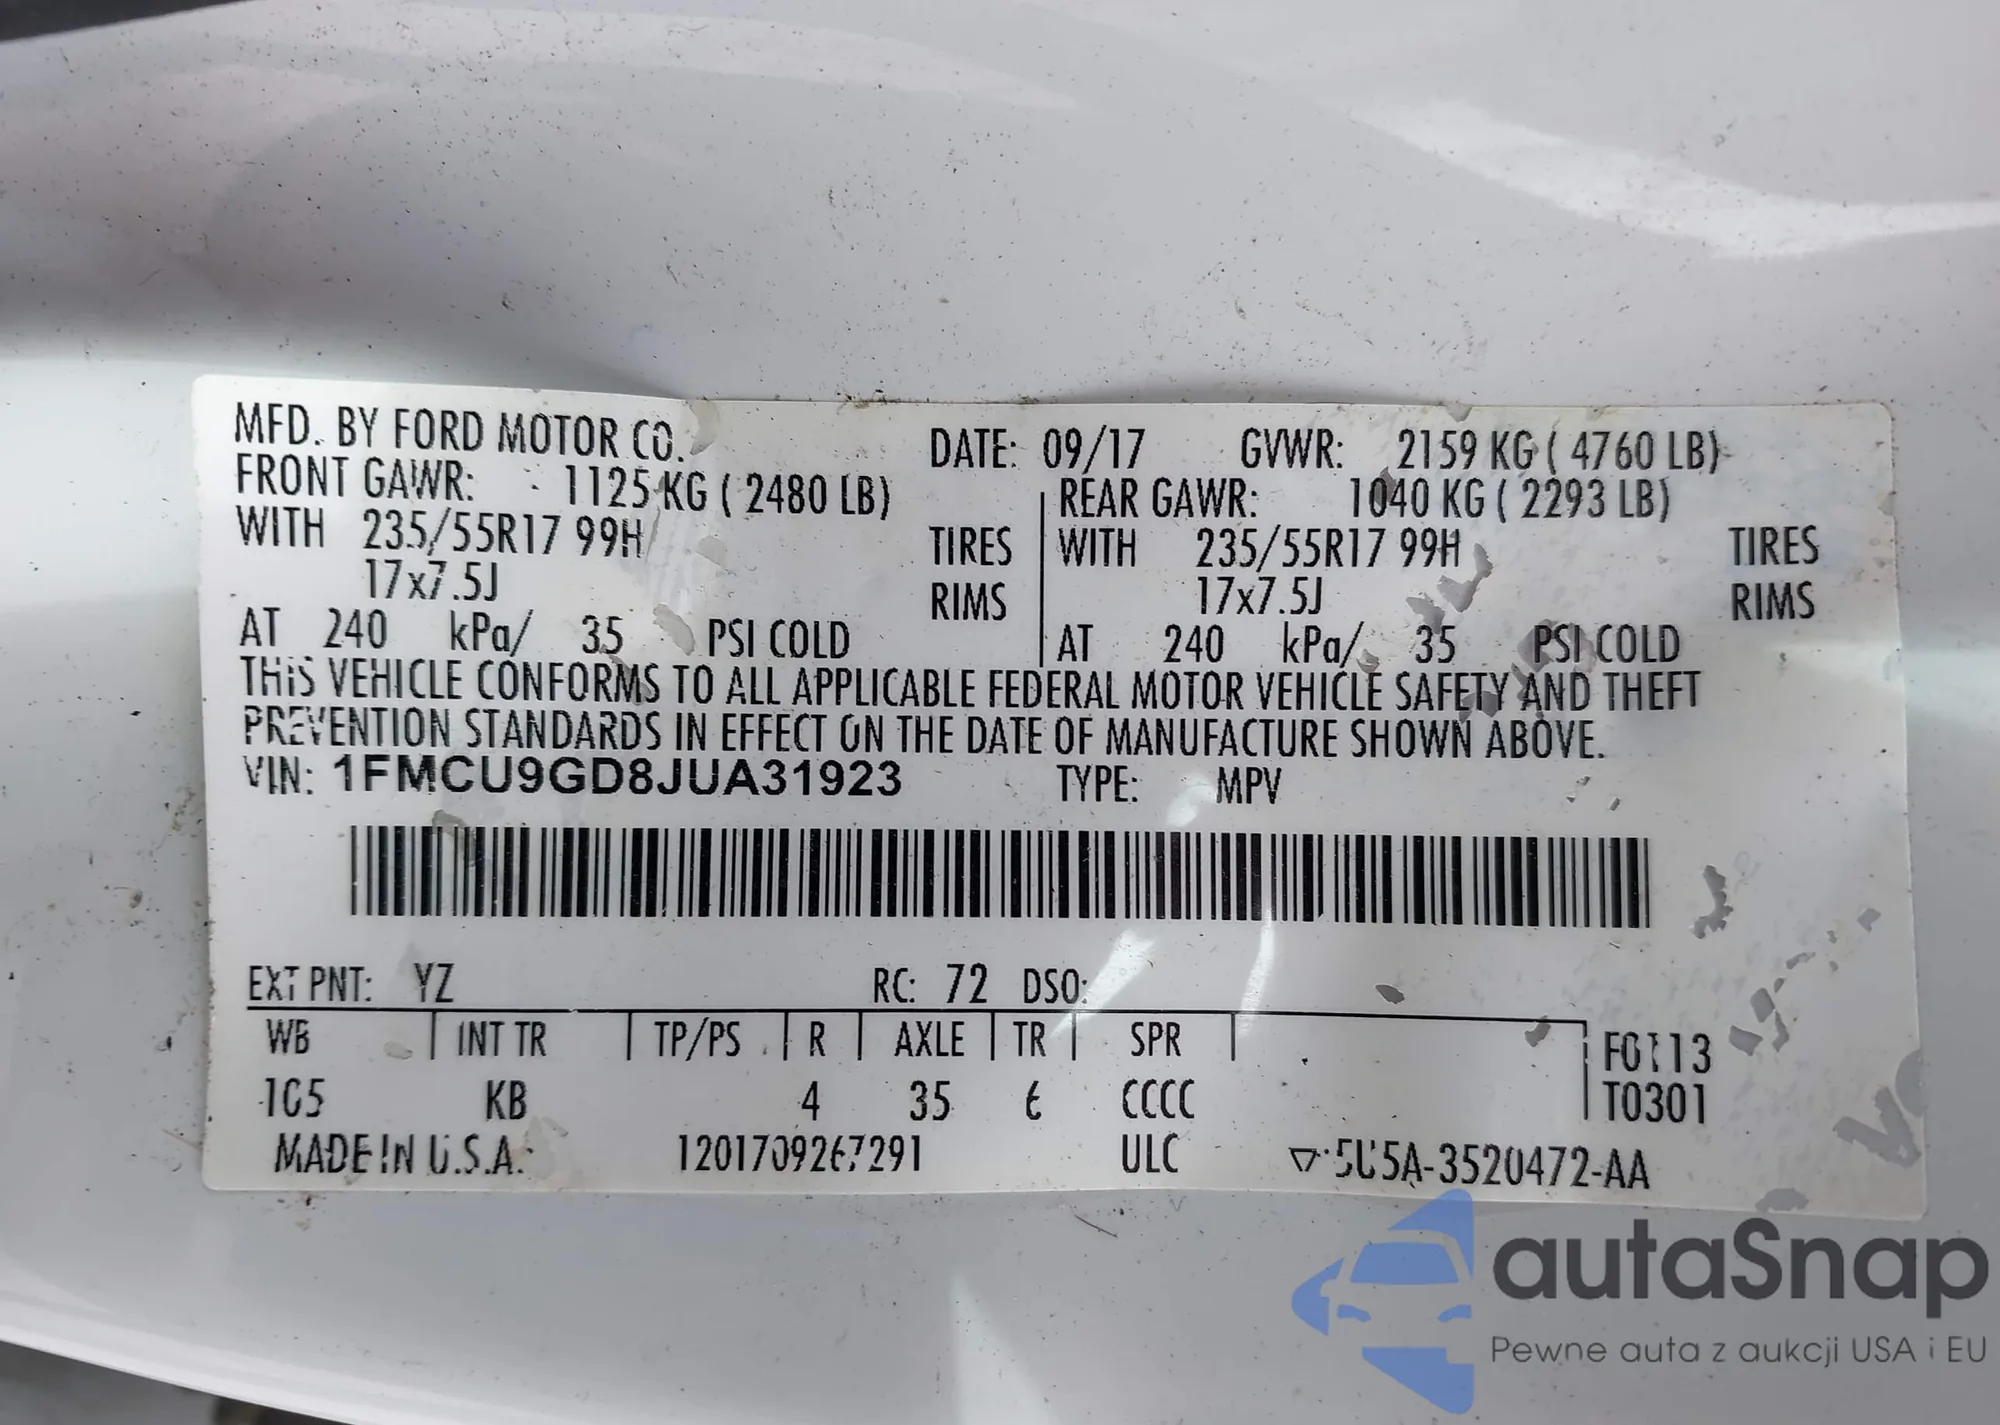 MFD. BY FORD MOTOR CO. DATE: 09/17 GVWR: 2159 KG ( 4760 LB)
FRONT GAWR: 1125 KG ( 2480 LB) REAR GAWR: 1040 KG ( 2293 LB)
WITH 235/55R17 99H TIRES WITH 235/55R17 99H TIRES
17x7.5J RIMS 17x7.5J RIMS
AT 240 kPa/ 35 PSI COLD AT 240 kPa/ 35 PSI COLD
THIS VEHICLE CONFORMS TO ALL APPLICABLE FEDERAL MOTOR VEHICLE SAFETY AND THEFT
PREVENTION STANDARDS IN EFFECT ON THE DATE OF MANUFACTURE SHOWN ABOVE.
VIN: 1FMCU9GD8JUA31923 TYPE: MPV
EXT PNT: YZ RC: 72 DSO:
WB INT TR TP/PS R AXLE TR SPR F0113
105 KB 4 35 6 CCCC T0301
MADE IN U.S.A. 1201709267291 ULC ▽ 5U5A-3520472-AA
autaSnap
Pewne auta z aukcji USA i EU